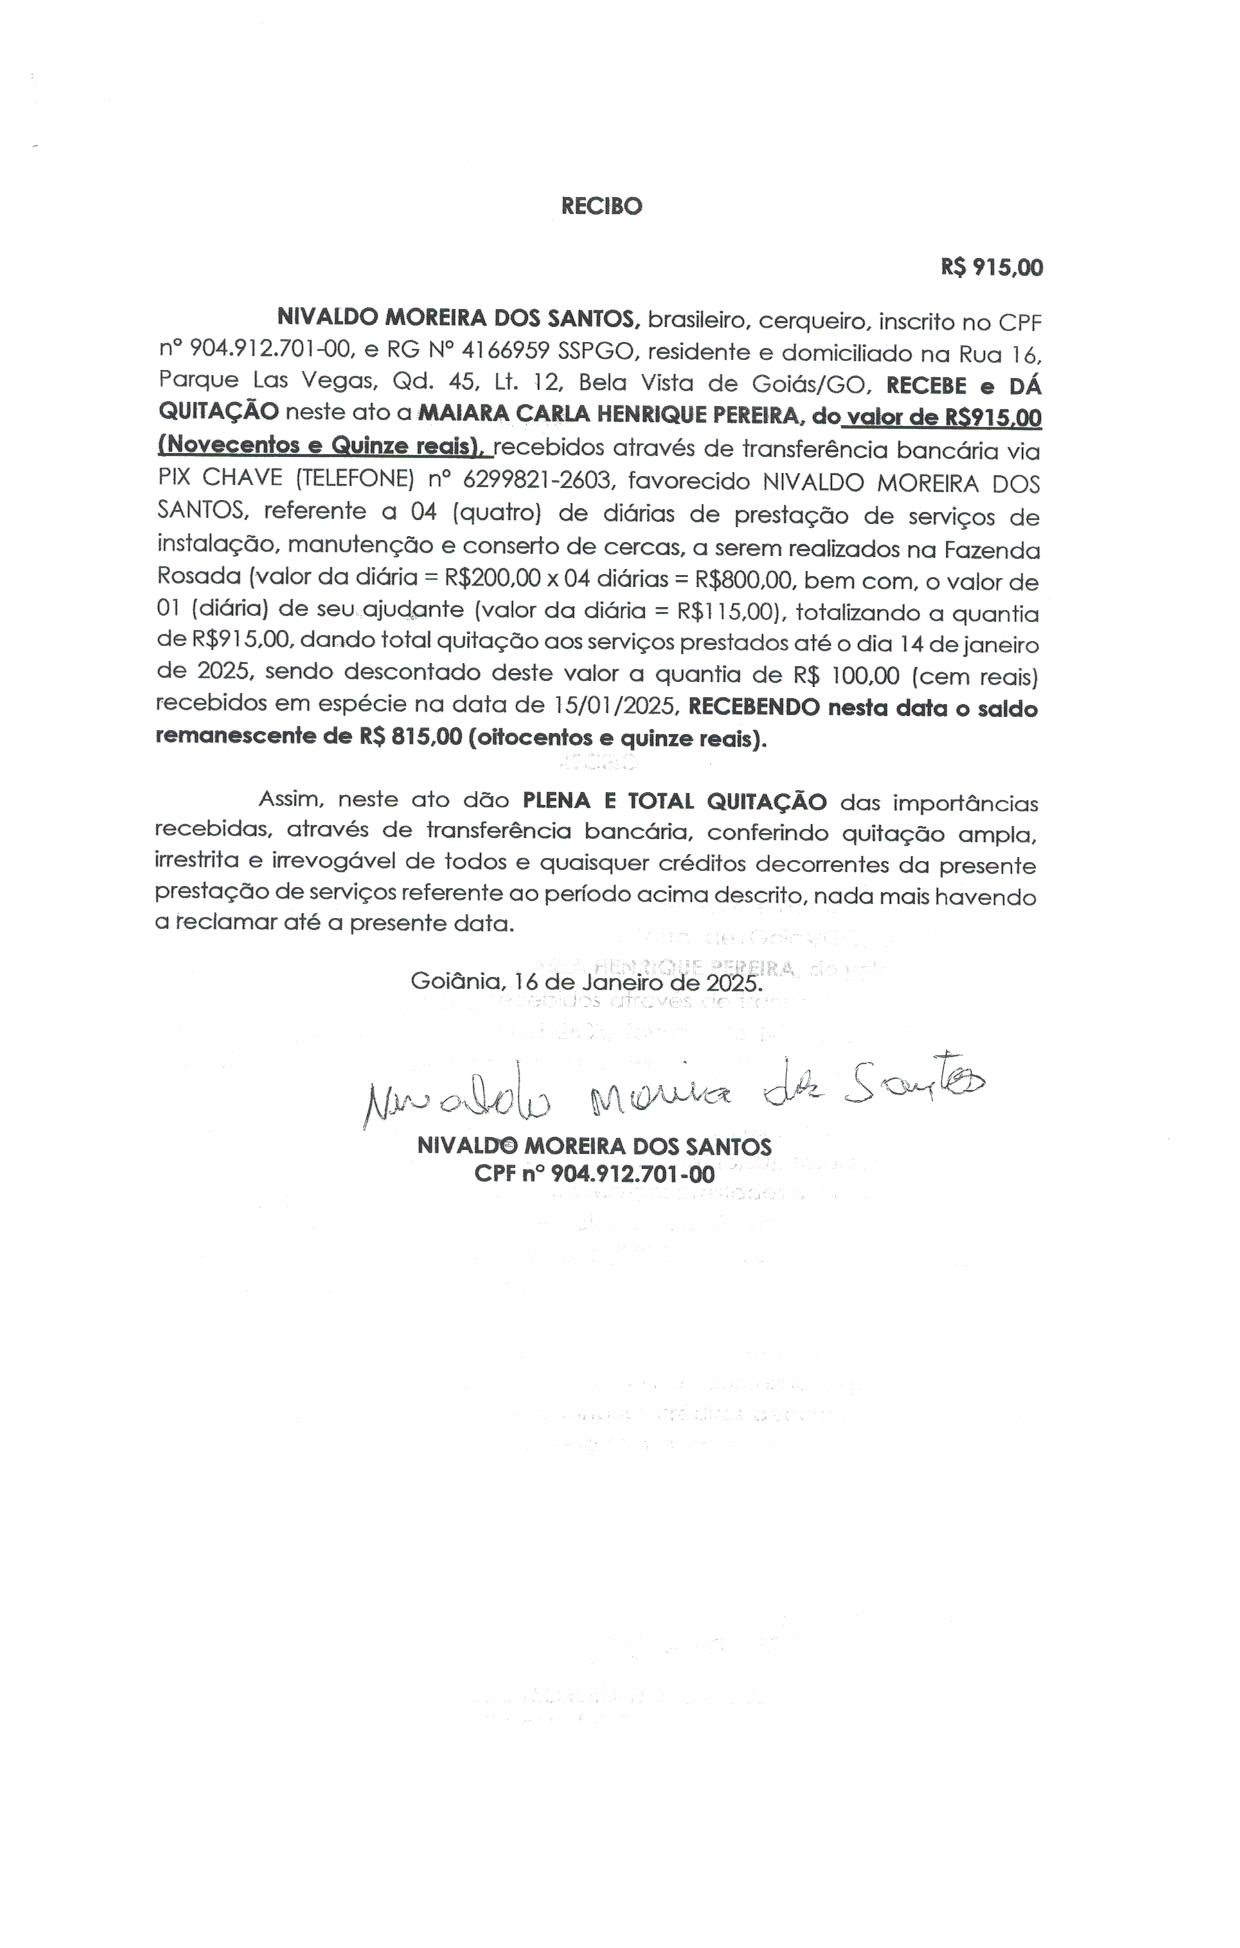 RECIBO
R$ 915,00
NIVALDO MOREIRA DOS SANTOS, brasileiro, cerqueiro, inscrito no CPF
nº 904.912.701-00, e RG Nº 4166959 SSPGO, residente e domiciliado na Rua 16,
Parque Las Vegas, Qd. 45, Lt. 12, Bela Vista de Goiás/GO, RECEBE e DÁ
QUITAÇÃO neste ato a MAIARA CARLA HENRIQUE PEREIRA, do valor de R$915,00
(Novecentos e Quinze reais), recebidos através de transferência bancária via
PIX CHAVE (TELEFONE) nº 6299821-2603, favorecido NIVALDO MOREIRA DOS
SANTOS, referente a 04 (quatro) de diárias de prestação de serviços de
instalação, manutenção e conserto de cercas, a serem realizados na Fazenda
Rosada (valor da diária = R$200,00 x 04 diárias = R$800,00, bem com, o valor de
01 (diária) de seu ajudante (valor da diária = R$115,00), totalizando a quantia
de R$915,00, dando total quitação aos serviços prestados até o dia 14 de janeiro
de 2025, sendo descontado deste valor a quantia de R$ 100,00 (cem reais)
recebidos em espécie na data de 15/01/2025, RECEBENDO nesta data o saldo
remanescente de R$ 815,00 (oitocentos e quinze reais).
RECIBO
Assim, neste ato dão PLENA E TOTAL QUITAÇÃO das importâncias
recebidas, através de transferência bancária, conferindo quitação ampla,
irrestrita e irrevogável de todos e quaisquer créditos decorrentes da presente
prestação de serviços referente ao período acima descrito, nada mais havendo
a reclamar até a presente data.
HENRIQUE PEREIRA,
Goiânia, 16 de Janeiro de 2025.
recebidos através de
Nivaldo Moreira dos Santos
NIVALDO MOREIRA DOS SANTOS
CPF nº 904.912.701-00